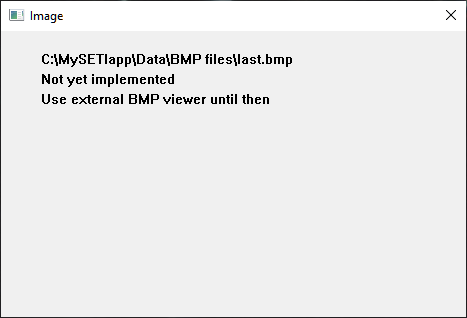 Image
C:\MySETIapp\Data\BMP files\last.bmp
Not yet implemented
Use external BMP viewer until then